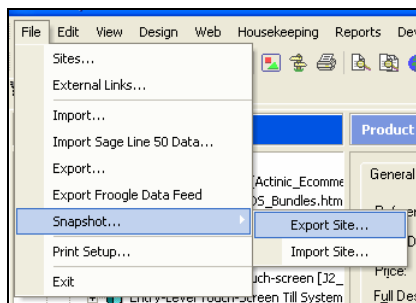 File Edit View Design Web Housekeeping Reports
Sites...
External Links...
Import...
Import Sage Line 50 Data...
Export...
Export Froogle Data Feed
Snapshot...
Print Setup...
Exit
Export Site...
Import Site...
Product
General
[Actinic_Ecomme
OS_Bundles.htm
Price:
Full Des
uch-screen [J2_
Entry-Level Touch-Screen Till System